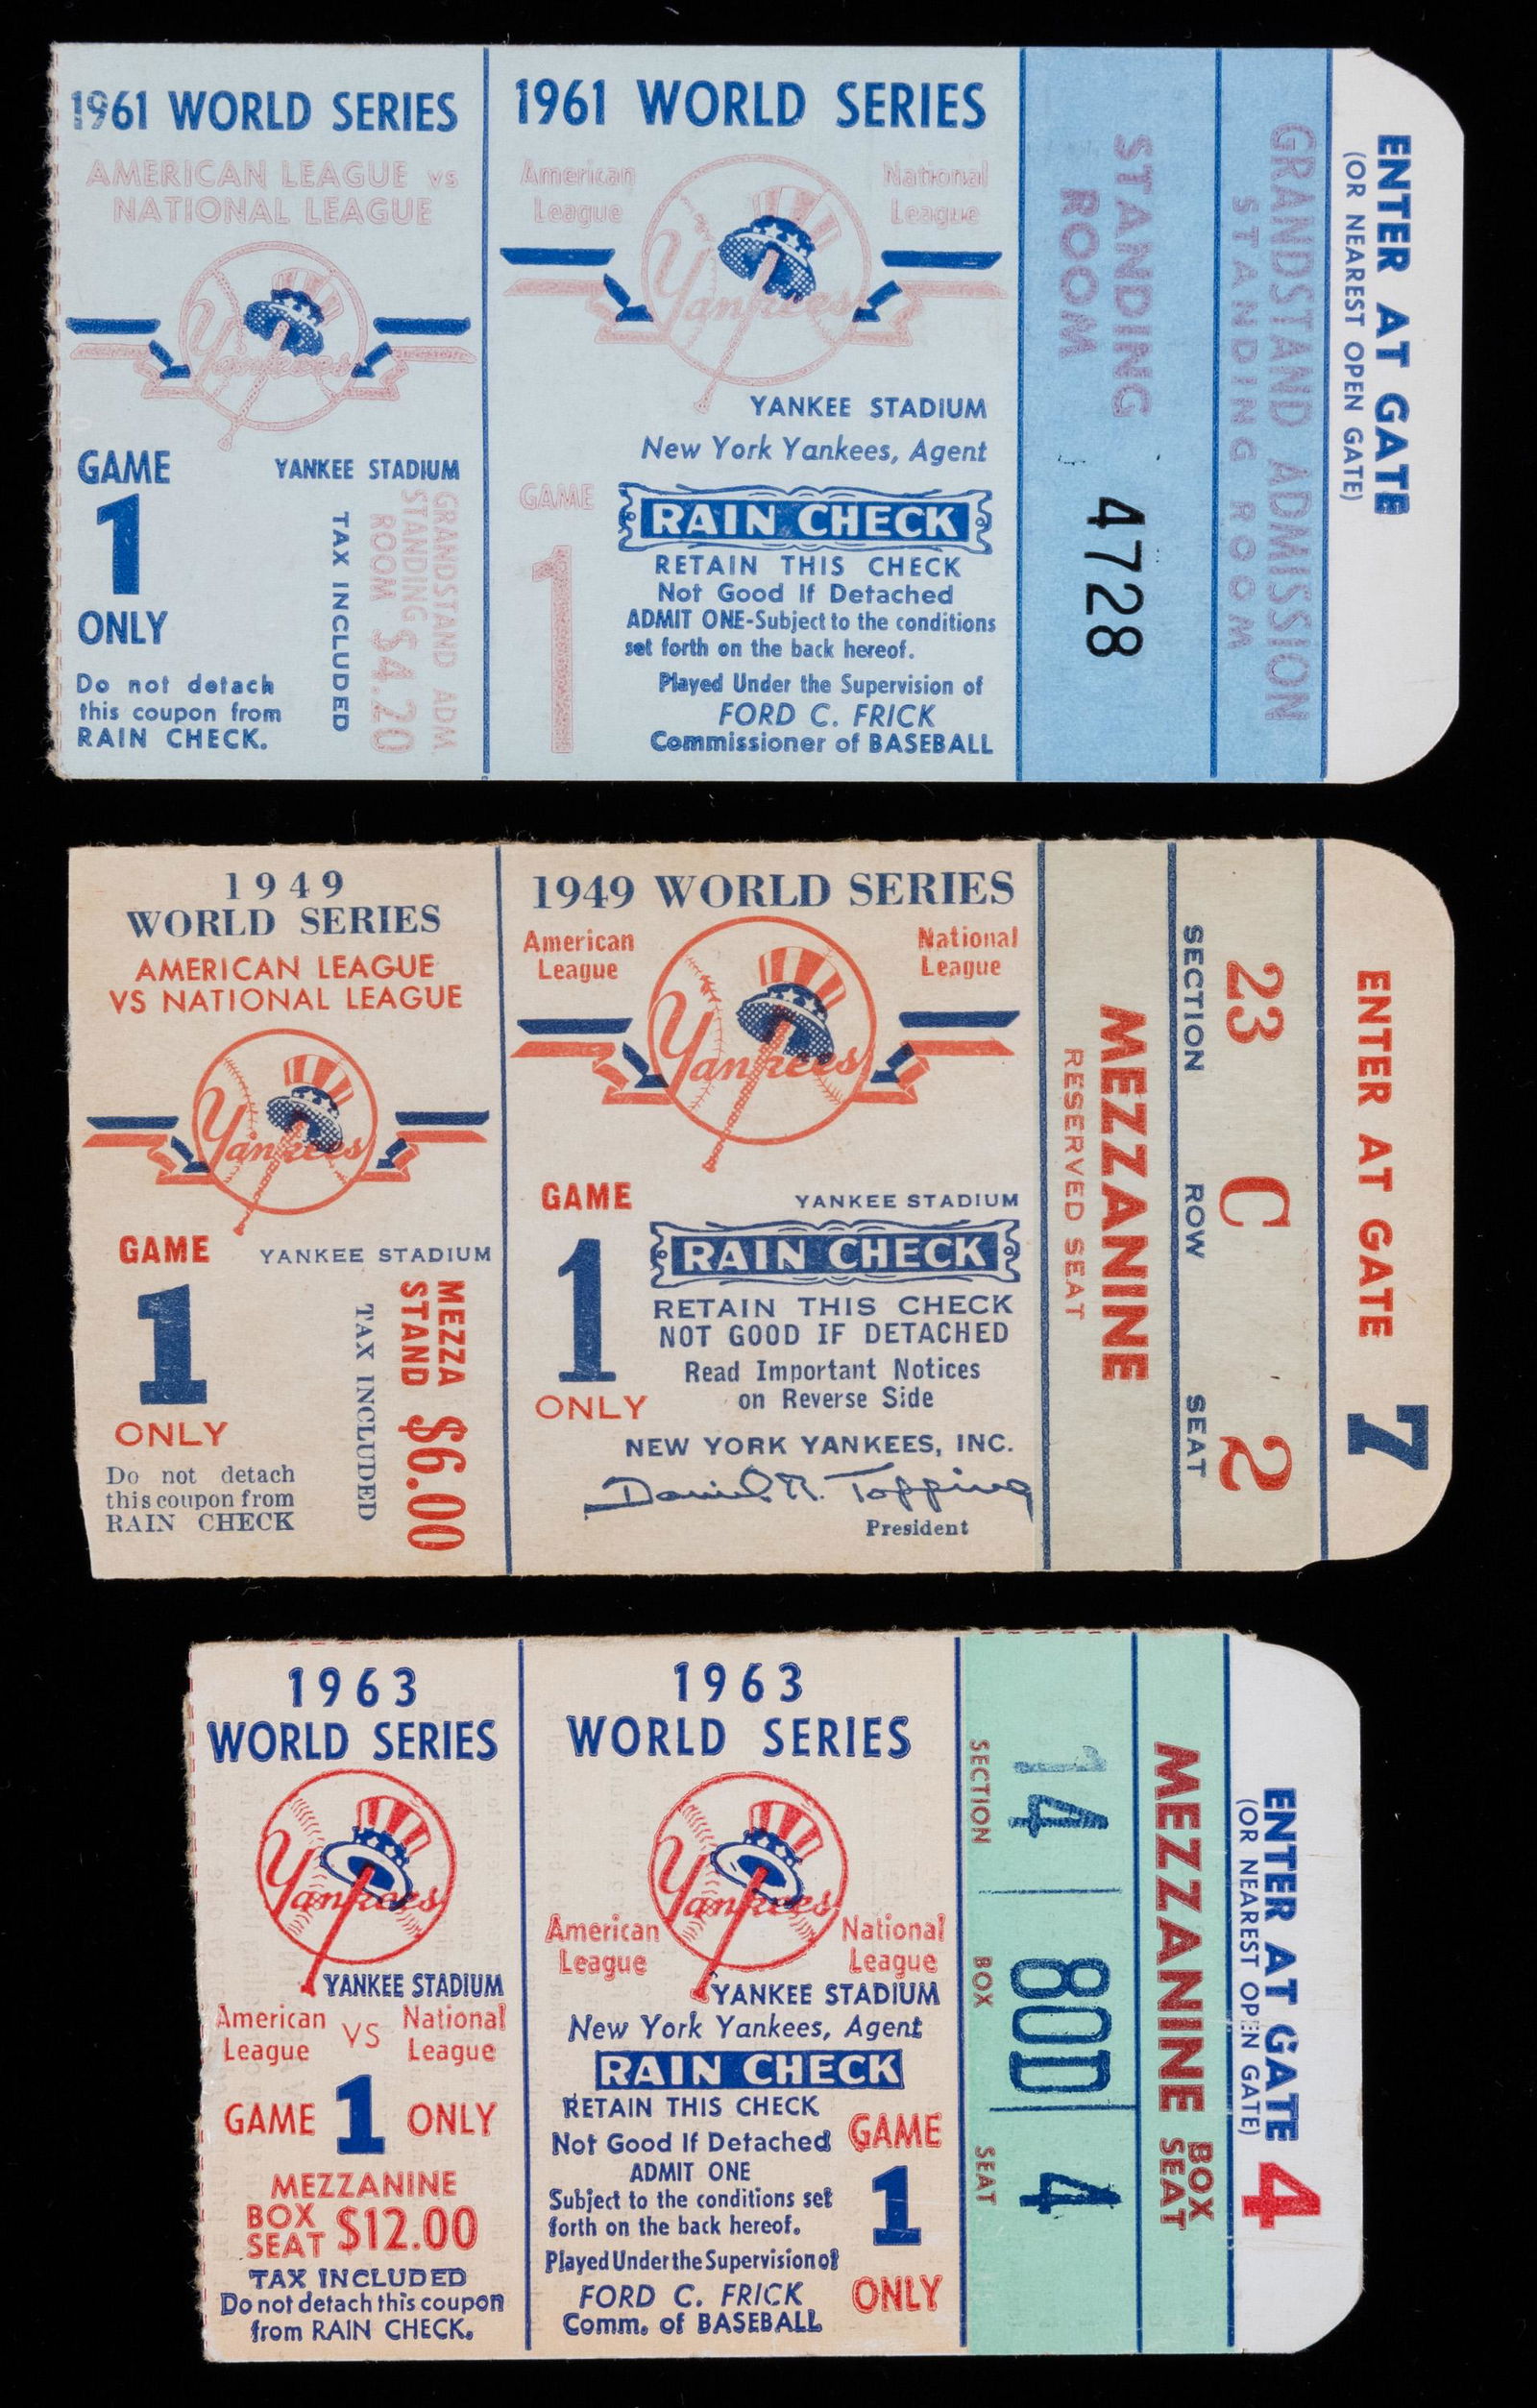 1961 WORLD SERIES
AMERICAN LEAGUE vs
NATIONAL LEAGUE
Yankees
GAME
1
ONLY
YANKEE STADIUM
GRANDSTAND ADM.
STANDING
ROOM $4.20
TAX INCLUDED
Do not detach
this coupon from
RAIN CHECK.
1961 WORLD SERIES
American
League
National
League
Yankees
YANKEE STADIUM
New York Yankees, Agent
GAME
1
RAIN CHECK
RETAIN THIS CHECK
Not Good If Detached
ADMIT ONE-Subject to the conditions
set forth on the back hereof.
Played Under the Supervision of
FORD C. FRICK
Commissioner of BASEBALL
STANDING
ROOM
4728
GRANDSTAND ADMISSION
STANDING ROOM
ENTER AT GATE
(OR NEAREST OPEN GATE)
1949
WORLD SERIES
AMERICAN LEAGUE
VS NATIONAL LEAGUE
Yankees
GAME
1
ONLY
YANKEE STADIUM
MEZZA
STAND $6.00
TAX INCLUDED
Do not detach
this coupon from
RAIN CHECK
1949 WORLD SERIES
American
League
National
League
Yankees
GAME
1
ONLY
YANKEE STADIUM
RAIN CHECK
RETAIN THIS CHECK
NOT GOOD IF DETACHED
Read Important Notices
on Reverse Side
NEW YORK YANKEES, INC.
Daniel R. Topping
President
MEZZANINE
RESERVED SEAT
SECTION 23
ROW C
SEAT 2
ENTER AT GATE 7
1963
WORLD SERIES
Yankees
YANKEE STADIUM
American
League
VS
National
League
GAME 1 ONLY
MEZZANINE
BOX
SEAT $12.00
TAX INCLUDED
Do not detach this coupon
from RAIN CHECK.
1963
WORLD SERIES
Yankees
American
League
National
League
YANKEE STADIUM
New York Yankees, Agent
RAIN CHECK
RETAIN THIS CHECK
Not Good If Detached
ADMIT ONE
Subject to the conditions set
forth on the back hereof.
Played Under the Supervision of
FORD C. FRICK
Comm. of BASEBALL
GAME
1
ONLY
SECTION 14
BOX 80D
SEAT 4
MEZZANINE BOX
SEAT
ENTER AT GATE 4
(OR NEAREST OPEN GATE)